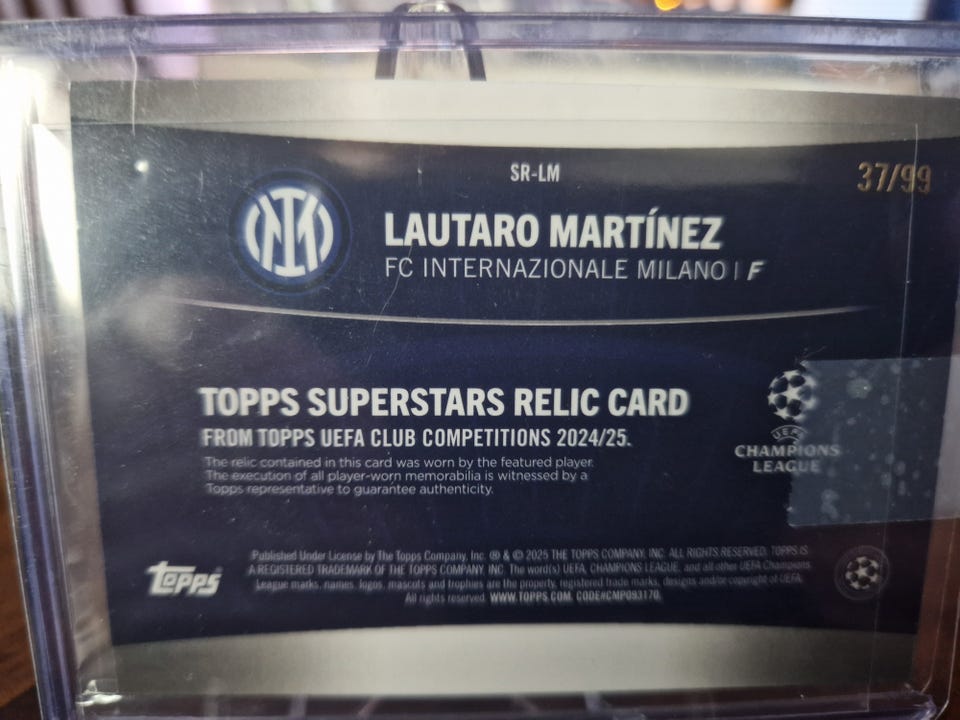 SR-LM
37/99
LAUTARO MARTÍNEZ
FC INTERNAZIONALE MILANO | F
TOPPS SUPERSTARS RELIC CARD
FROM TOPPS UEFA CLUB COMPETITIONS 2024/25.
The relic contained in this card was worn by the featured player.
The execution of all player-worn memorabilia is witnessed by a
Topps representative to guarantee authenticity.
UEFA
CHAMPIONS
LEAGUE
Topps
Published Under License by The Topps Company, Inc. ® & © 2025 THE TOPPS COMPANY, INC. ALL RIGHTS RESERVED. TOPPS IS
A REGISTERED TRADEMARK OF THE TOPPS COMPANY, INC. The word(s) UEFA, CHAMPIONS LEAGUE, and all other UEFA Champions
League marks, names, logos, mascots and trophies are the property, registered trade marks, designs and/or copyright of UEFA.
All rights reserved. WWW.TOPPS.COM. CODE#CMP093170.